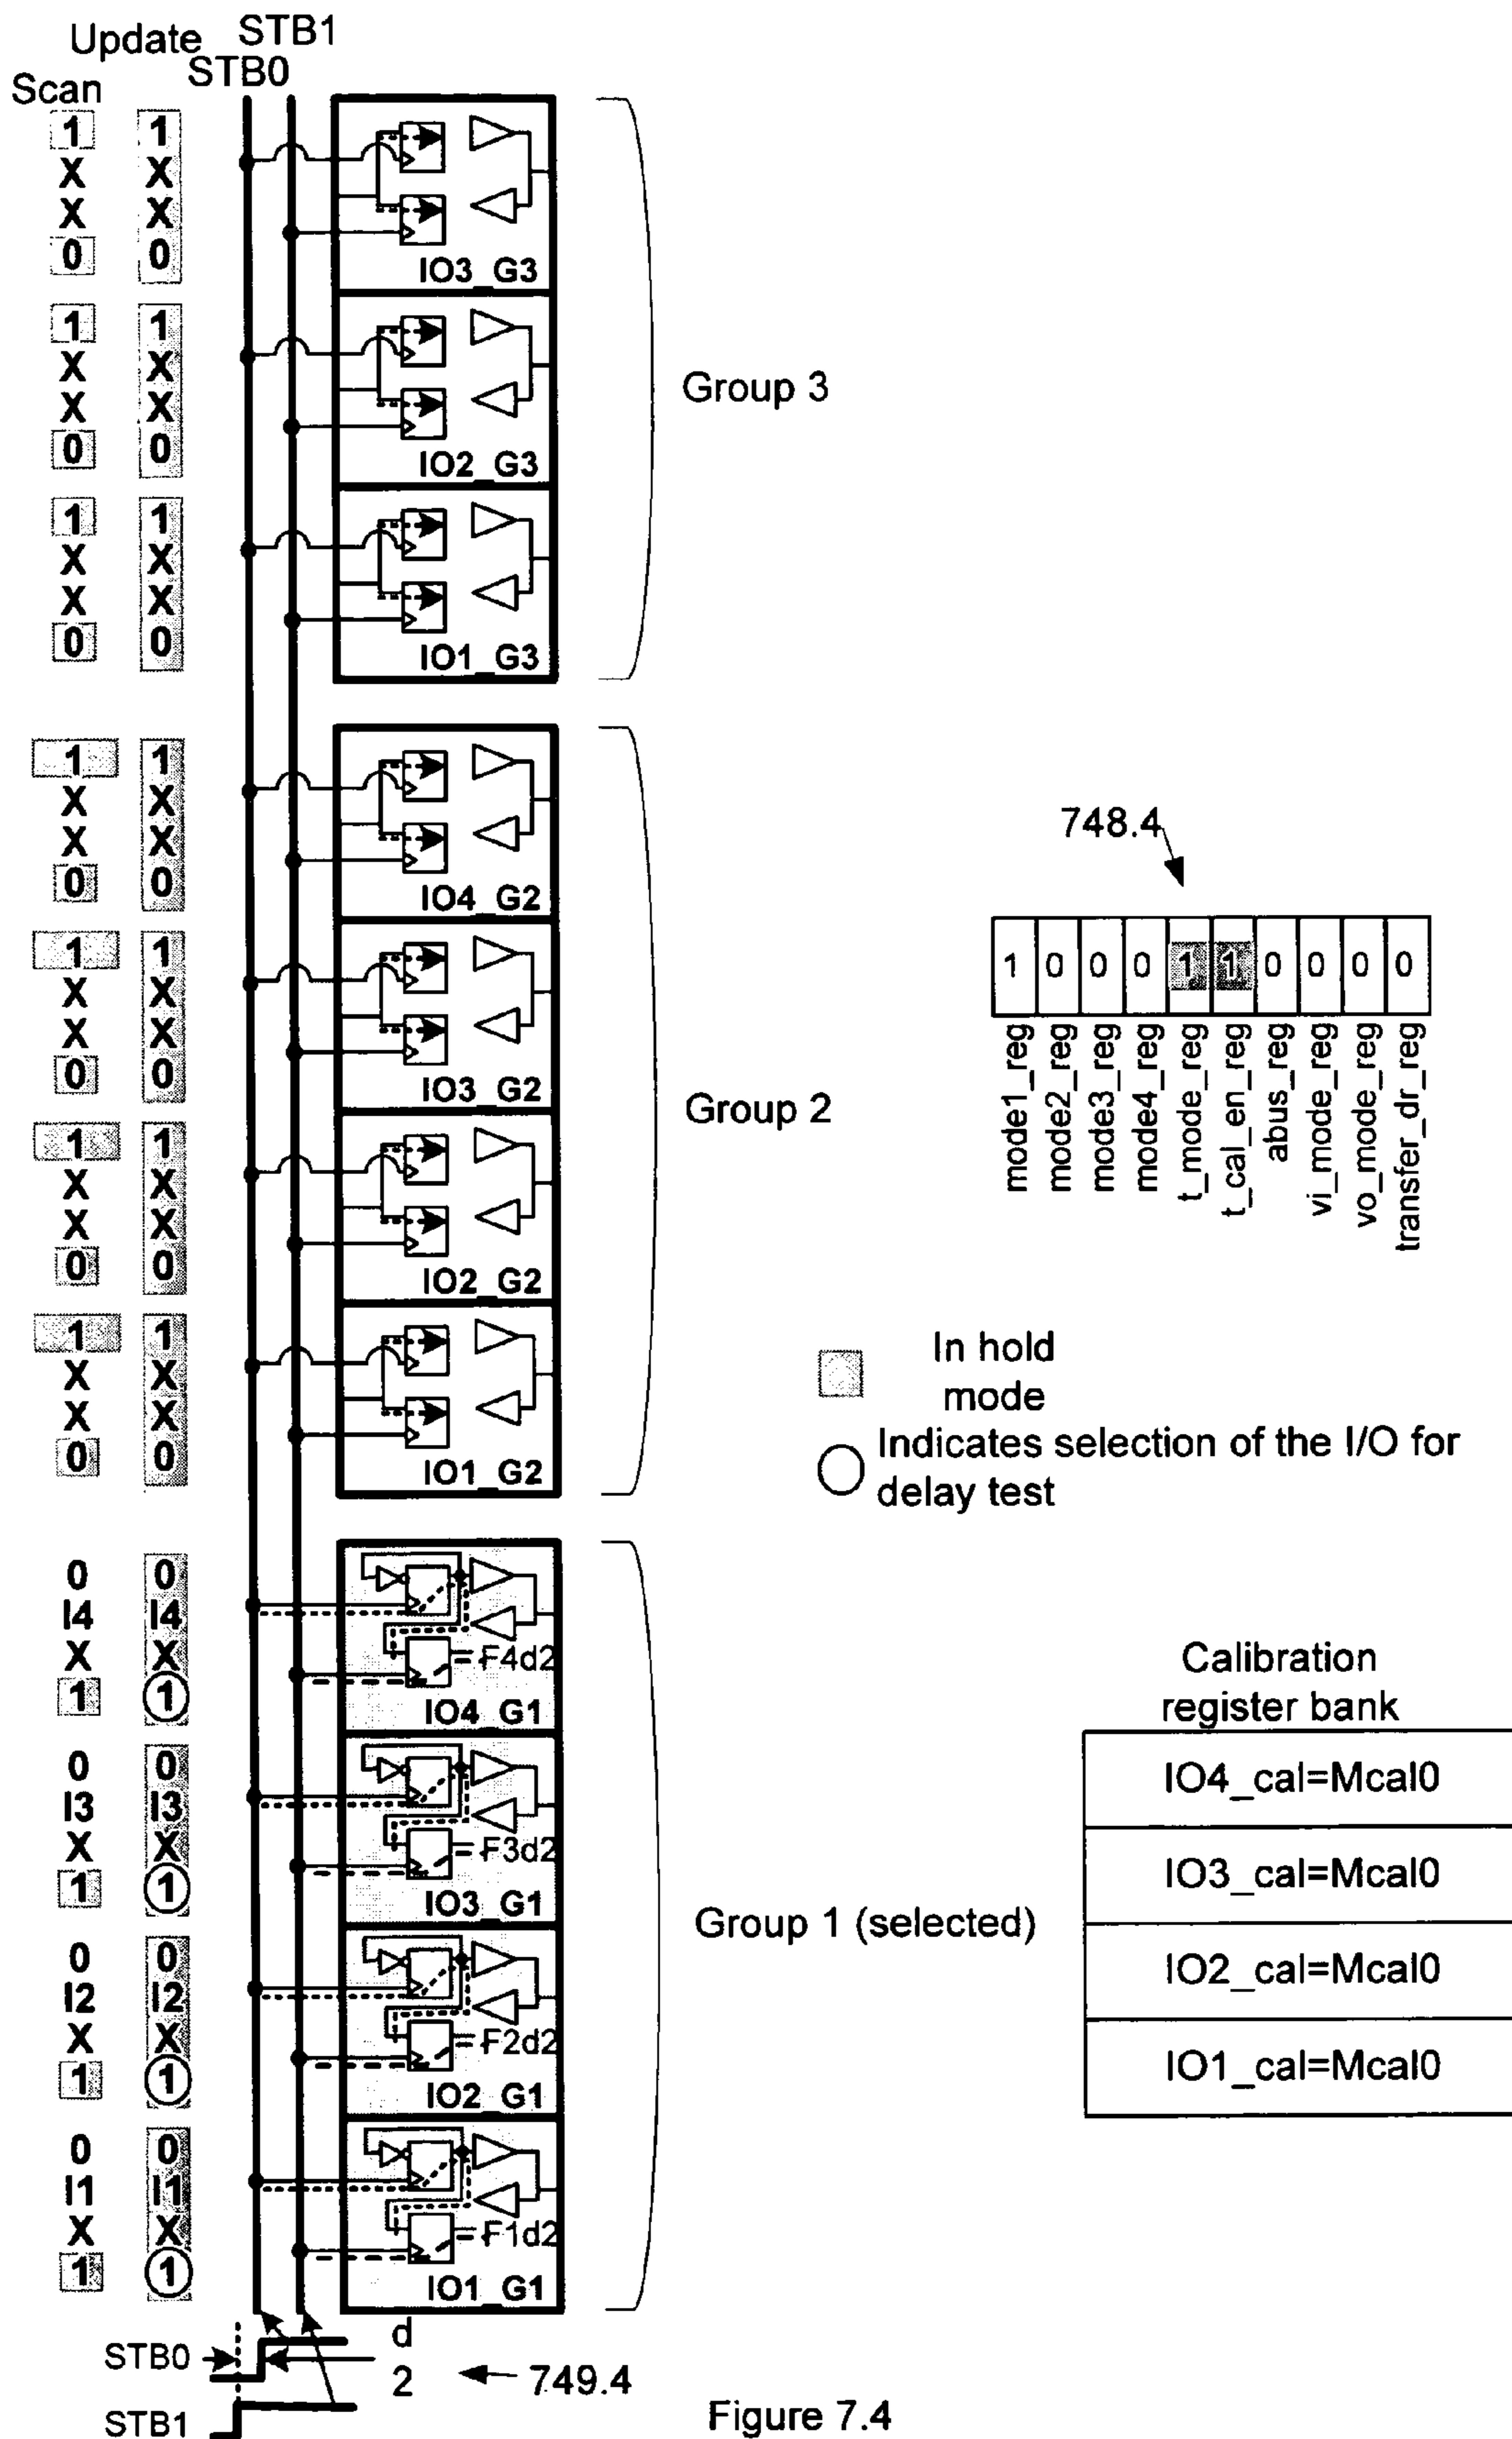 Update STB1
STB0
Scan
1 1
X X
X X
0 0
IO3_G3
1 1
X X
X X
0 0
IO2_G3
1 1
X X
X X
0 0
IO1_G3
Group 3
1 1
X X
X X
0 0
IO4_G2
1 1
X X
X X
0 0
IO3_G2
1 1
X X
X X
0 0
IO2_G2
1 1
X X
X X
0 0
IO1_G2
Group 2
748.4
1 0 0 0 1 1 0 0 0 0
mode1_reg
mode2_reg
mode3_reg
mode4_reg
t_mode_reg
t_cal_en_reg
abus_reg
vi_mode_reg
vo_mode_reg
transfer_dr_reg
In hold
mode
Indicates selection of the I/O for
delay test
0 0
I4 I4
X X
1 1
F4d2
IO4_G1
0 0
I3 I3
X X
1 1
F3d2
IO3_G1
0 0
I2 I2
X X
1 1
F2d2
IO2_G1
0 0
I1 I1
X X
1 1
F1d2
IO1_G1
Group 1 (selected)
Calibration
register bank
IO4_cal=Mcal0
IO3_cal=Mcal0
IO2_cal=Mcal0
IO1_cal=Mcal0
STB0
d
2
749.4
STB1
Figure 7.4